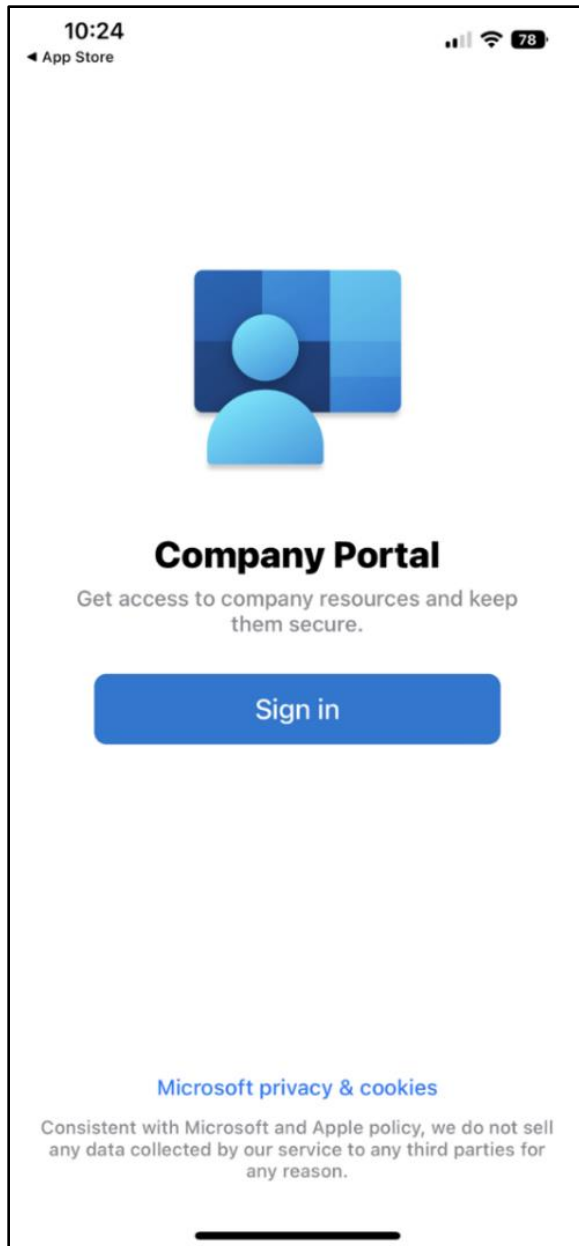 10:24
◀ App Store
78
Company Portal
Get access to company resources and keep
them secure.
Sign in
Microsoft privacy & cookies
Consistent with Microsoft and Apple policy, we do not sell
any data collected by our service to any third parties for
any reason.